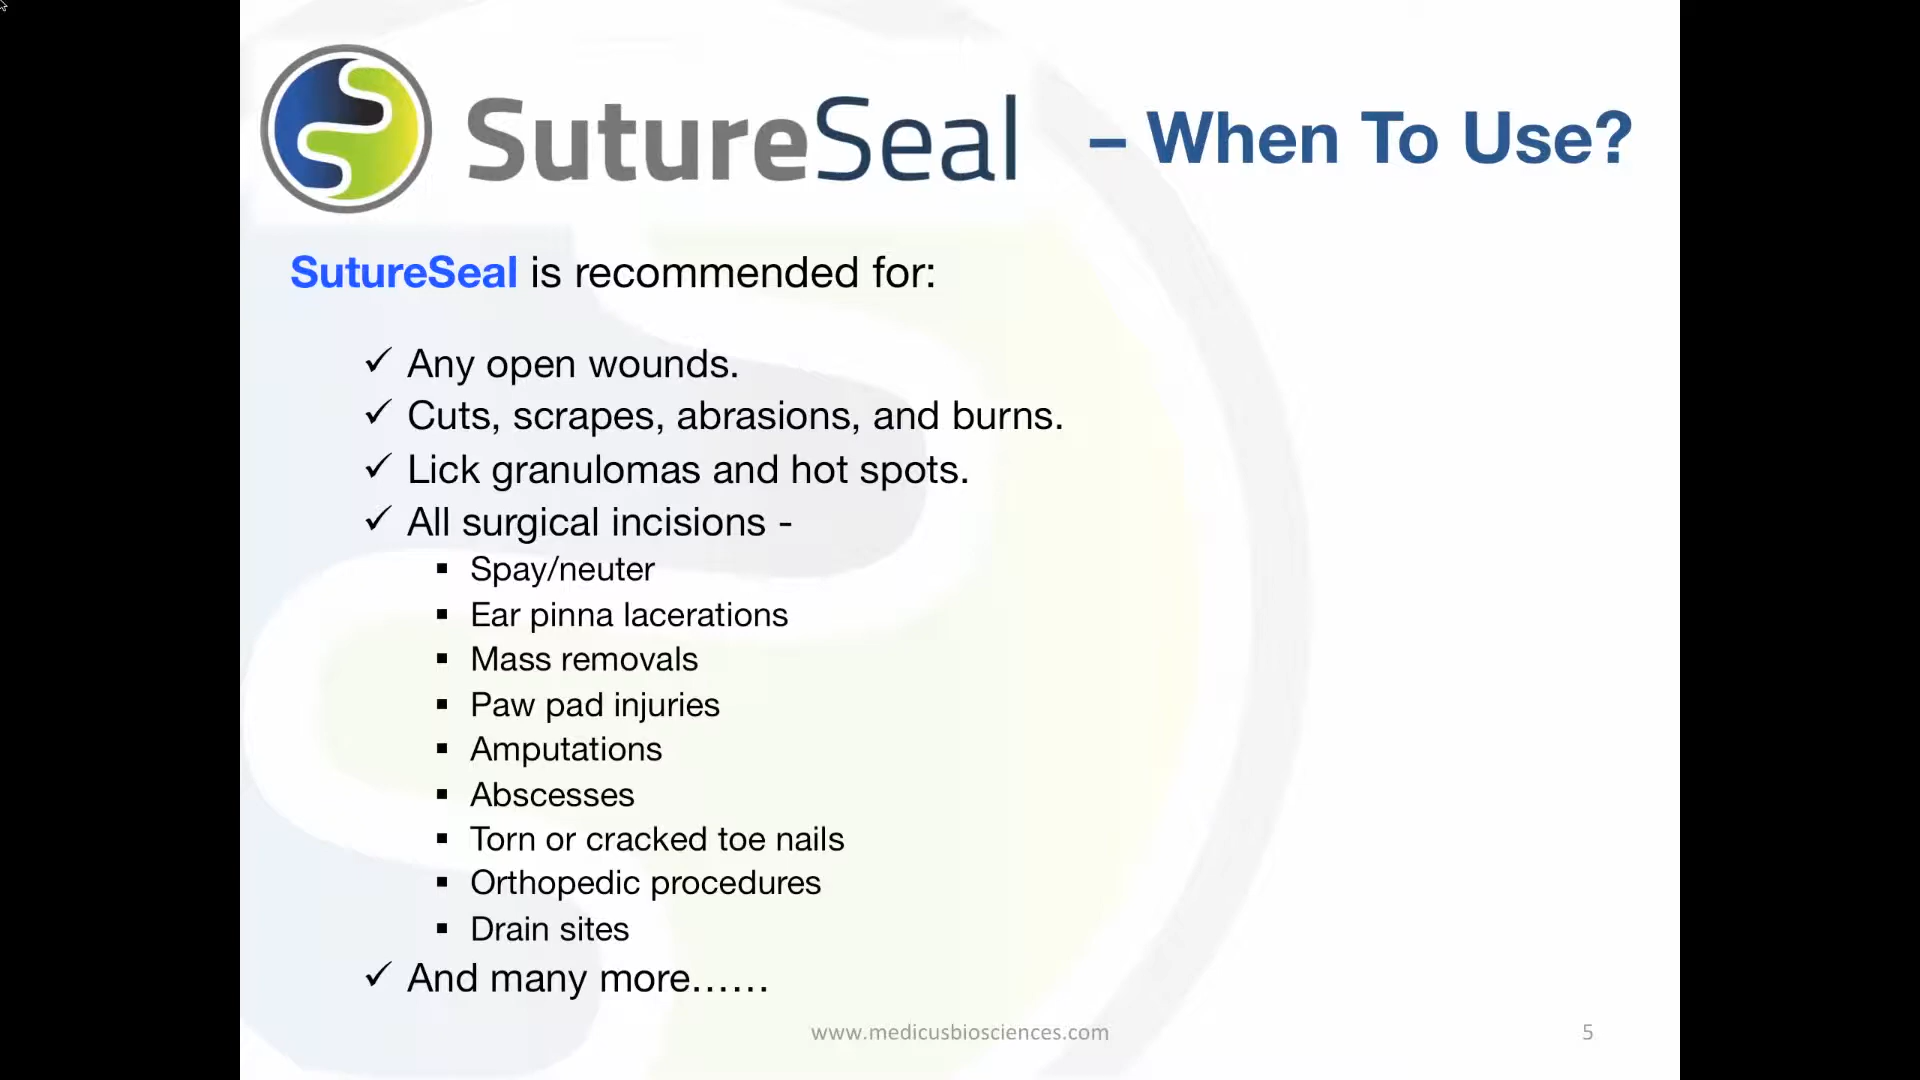 SutureSeal – When To Use?
SutureSeal is recommended for:
✓ Any open wounds.
✓ Cuts, scrapes, abrasions, and burns.
✓ Lick granulomas and hot spots.
✓ All surgical incisions -
▪ Spay/neuter
▪ Ear pinna lacerations
▪ Mass removals
▪ Paw pad injuries
▪ Amputations
▪ Abscesses
▪ Torn or cracked toe nails
▪ Orthopedic procedures
▪ Drain sites
✓ And many more......
www.medicusbiosciences.com 5